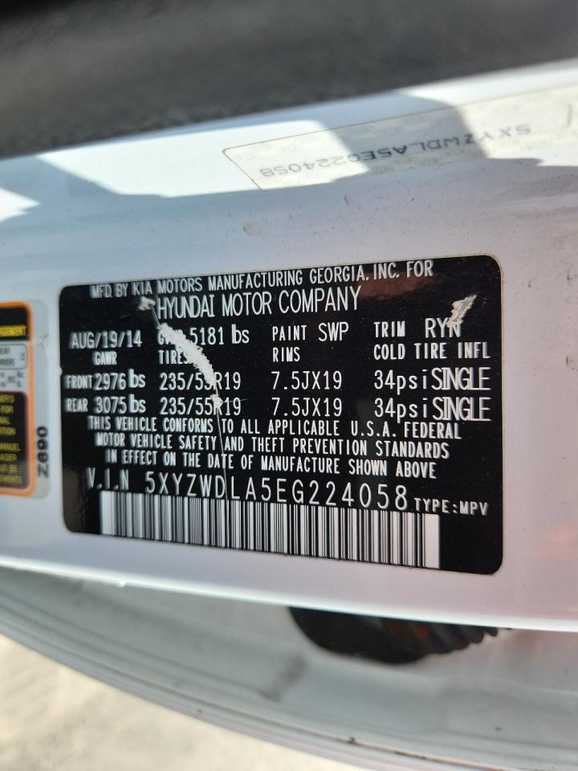 5XYZWDLA5EG224058
MFD. BY KIA MOTORS MANUFACTURING GEORGIA, INC. FOR
HYUNDAI MOTOR COMPANY
AUG/19/14 5181 lbs PAINT SWP TRIM RYN
GAWR TIRES RIMS COLD TIRE INFL
FRONT 2976 lbs 235/55R19 7.5JX19 34psi SINGLE
REAR 3075 lbs 235/55R19 7.5JX19 34psi SINGLE
THIS VEHICLE CONFORMS TO ALL APPLICABLE U.S.A. FEDERAL
MOTOR VEHICLE SAFETY AND THEFT PREVENTION STANDARDS
IN EFFECT ON THE DATE OF MANUFACTURE SHOWN ABOVE
V.I.N 5XYZWDLA5EG224058 TYPE:MPV